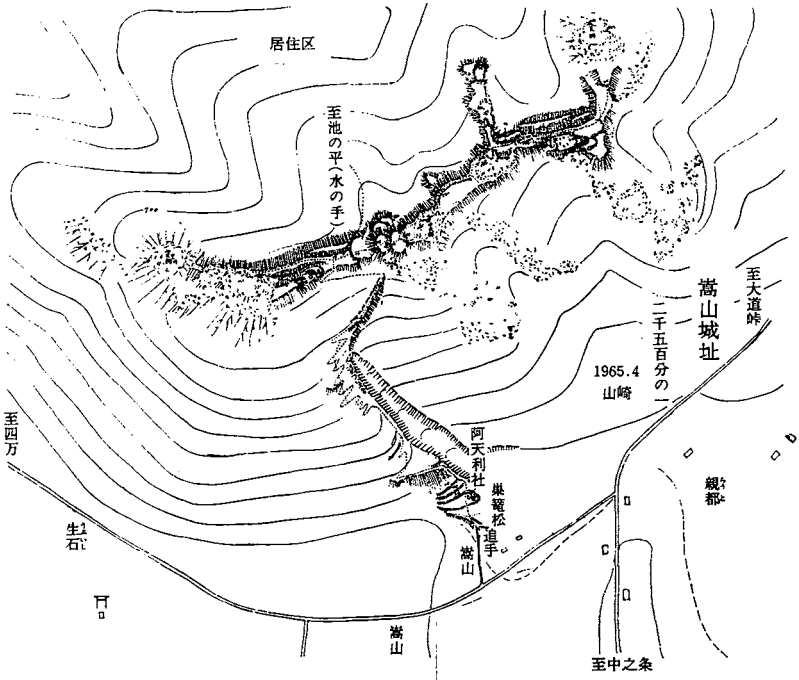 居住区
至池の平(水の手)
嵩山城址
二千五百分の一
至大道峠
1965.4
山崎
至四万
生石
阿天利社
巣篭松
追手
嵩山
親都
嵩山
至中之条